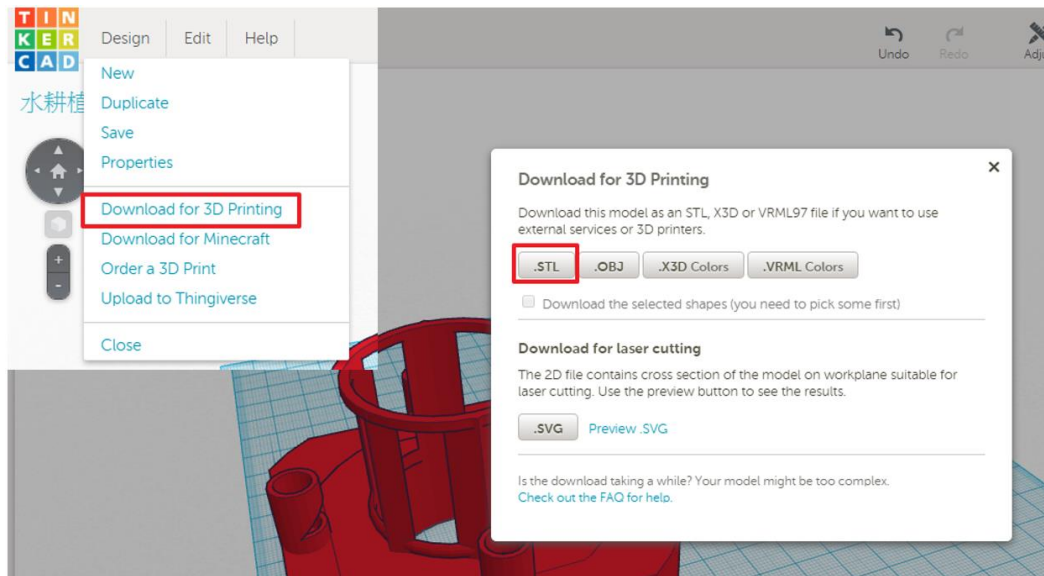 TIN
KER
CAD
Design Edit Help
Undo Redo
New
Duplicate
Save
Properties
Download for 3D Printing
Download for Minecraft
Order a 3D Print
Upload to Thingiverse
Close
水耕植
Download for 3D Printing
Download this model as an STL, X3D or VRML97 file if you want to use
external services or 3D printers.
.STL .OBJ .X3D Colors .VRML Colors
Download the selected shapes (you need to pick some first)
Download for laser cutting
The 2D file contains cross section of the model on workplane suitable for
laser cutting. Use the preview button to see the results.
.SVG Preview .SVG
Is the download taking a while? Your model might be too complex.
Check out the FAQ for help.